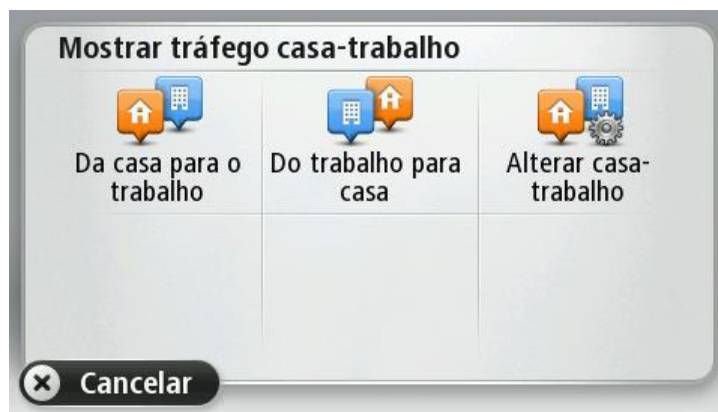 Mostrar tráfego casa-trabalho
Da casa para o
trabalho
Do trabalho para
casa
Alterar casa-
trabalho
Cancelar